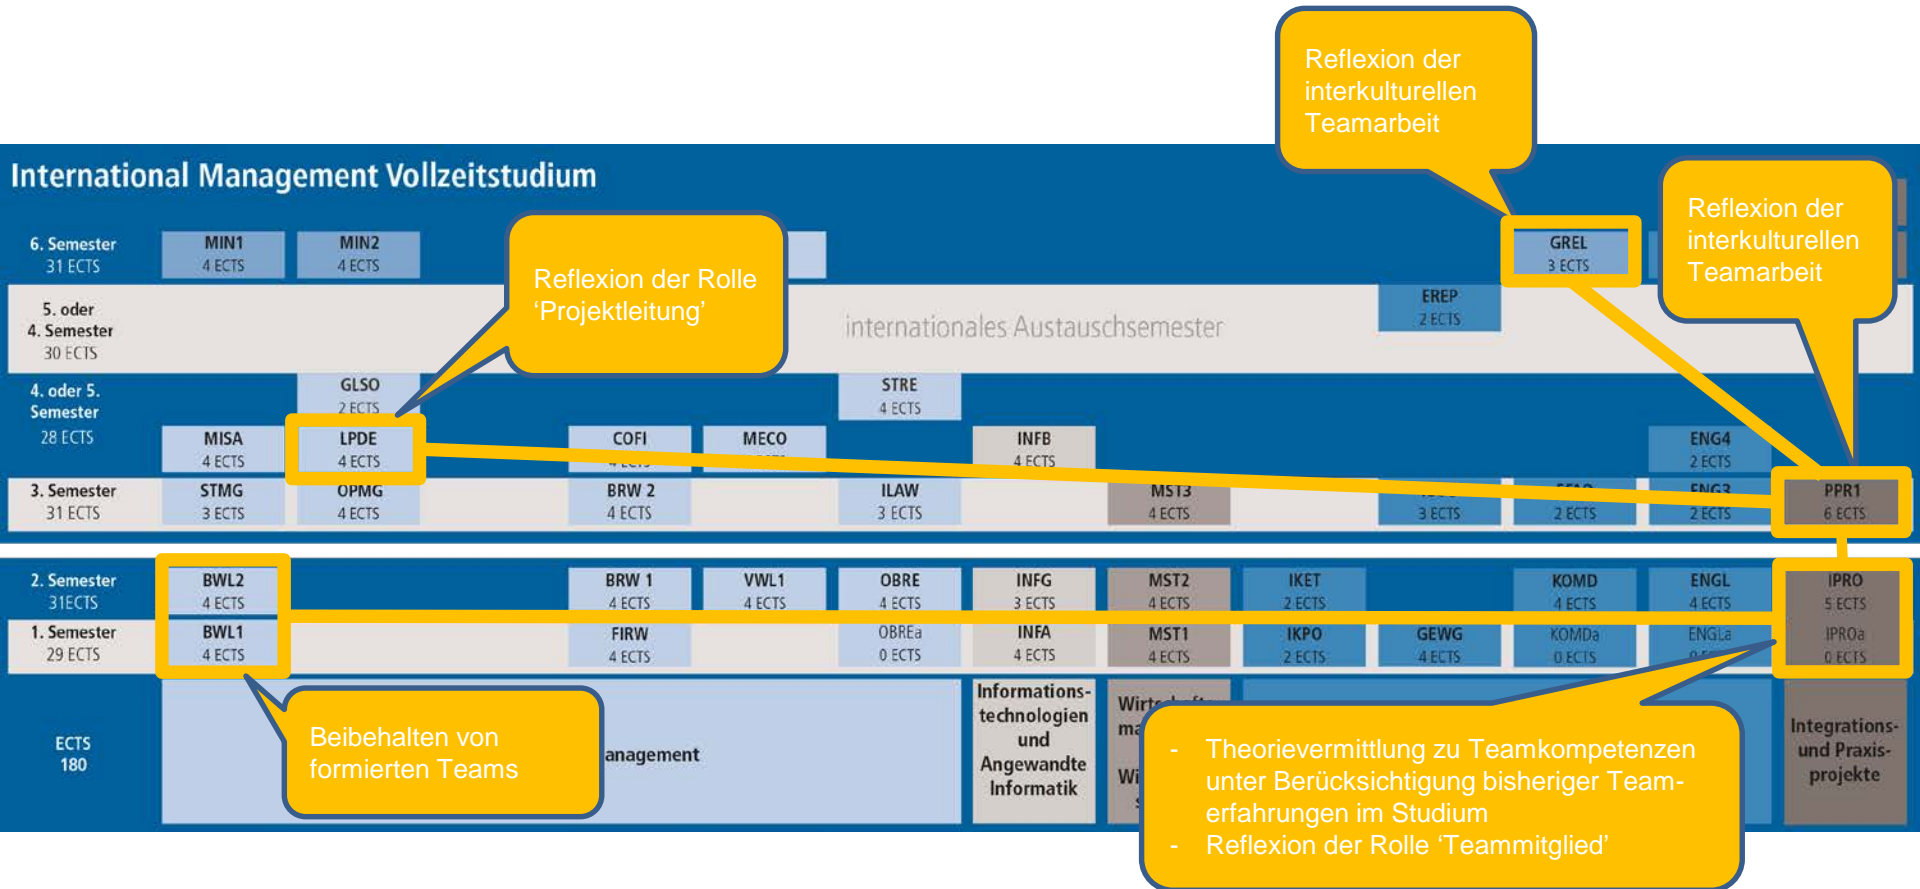 Reflexion der
interkulturellen
Teamarbeit
International Management Vollzeitstudium
Reflexion der
interkulturellen
Teamarbeit
Reflexion der Rolle
‘Projektleitung’
6. Semester
31 ECTS
MIN1
4 ECTS
MIN2
4 ECTS
GREL
3 ECTS
5. oder
4. Semester
30 ECTS
internationales Austauschsemester
EREP
2 ECTS
4. oder 5.
Semester
28 ECTS
GLSO
2 ECTS
STRE
4 ECTS
MISA
4 ECTS
LPDE
4 ECTS
COFI
4 ECTS
MECO
INFB
4 ECTS
ENG4
2 ECTS
3. Semester
31 ECTS
STMG
3 ECTS
OPMG
4 ECTS
BRW 2
4 ECTS
ILAW
3 ECTS
MST3
4 ECTS
3 ECTS
2 ECTS
ENG3
2 ECTS
PPR1
6 ECTS
2. Semester
31ECTS
BWL2
4 ECTS
BRW 1
4 ECTS
VWL1
4 ECTS
OBRE
4 ECTS
INFG
3 ECTS
MST2
4 ECTS
IKET
2 ECTS
KOMD
4 ECTS
ENGL
4 ECTS
IPRO
5 ECTS
1. Semester
29 ECTS
BWL1
4 ECTS
FIRW
4 ECTS
OBREa
0 ECTS
INFA
4 ECTS
MST1
4 ECTS
IKPO
2 ECTS
GEWG
4 ECTS
KOMDa
0 ECTS
ENGLa
0 ECTS
IPROa
0 ECTS
ECTS
180
Beibehalten von
formierten Teams
anagement
Informations-
technologien
und
Angewandte
Informatik
Integrations-
und Praxis-
projekte
- Theorievermittlung zu Teamkompetenzen
unter Berücksichtigung bisheriger Team-
erfahrungen im Studium
- Reflexion der Rolle ‘Teammitglied’